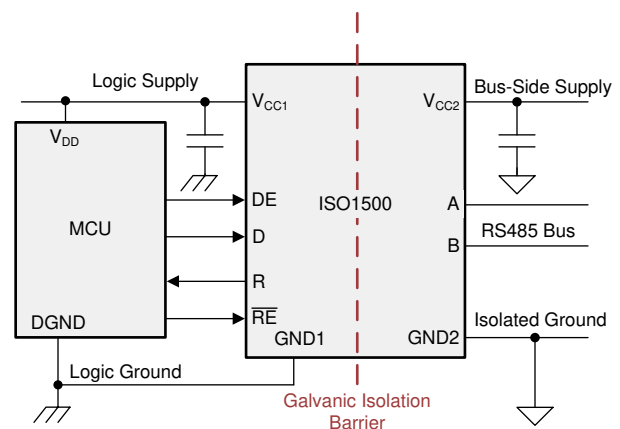 Logic Supply
Bus-Side Supply
VCC1
VCC2
VDD
DE
ISO1500
A
MCU
D
RS485 Bus
B
R
RE
DGND
GND1
GND2
Isolated Ground
Logic Ground
Galvanic Isolation
Barrier